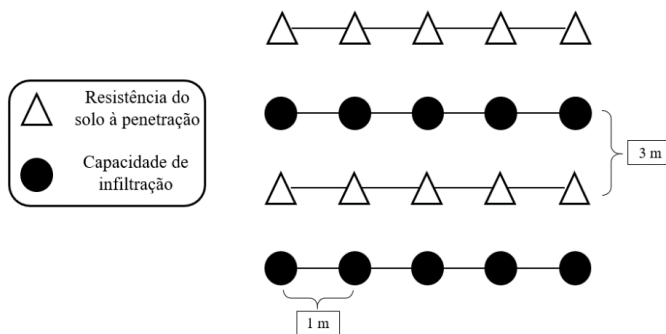 Resistência do
solo à penetração
Capacidade de
infiltração
3 m
1 m